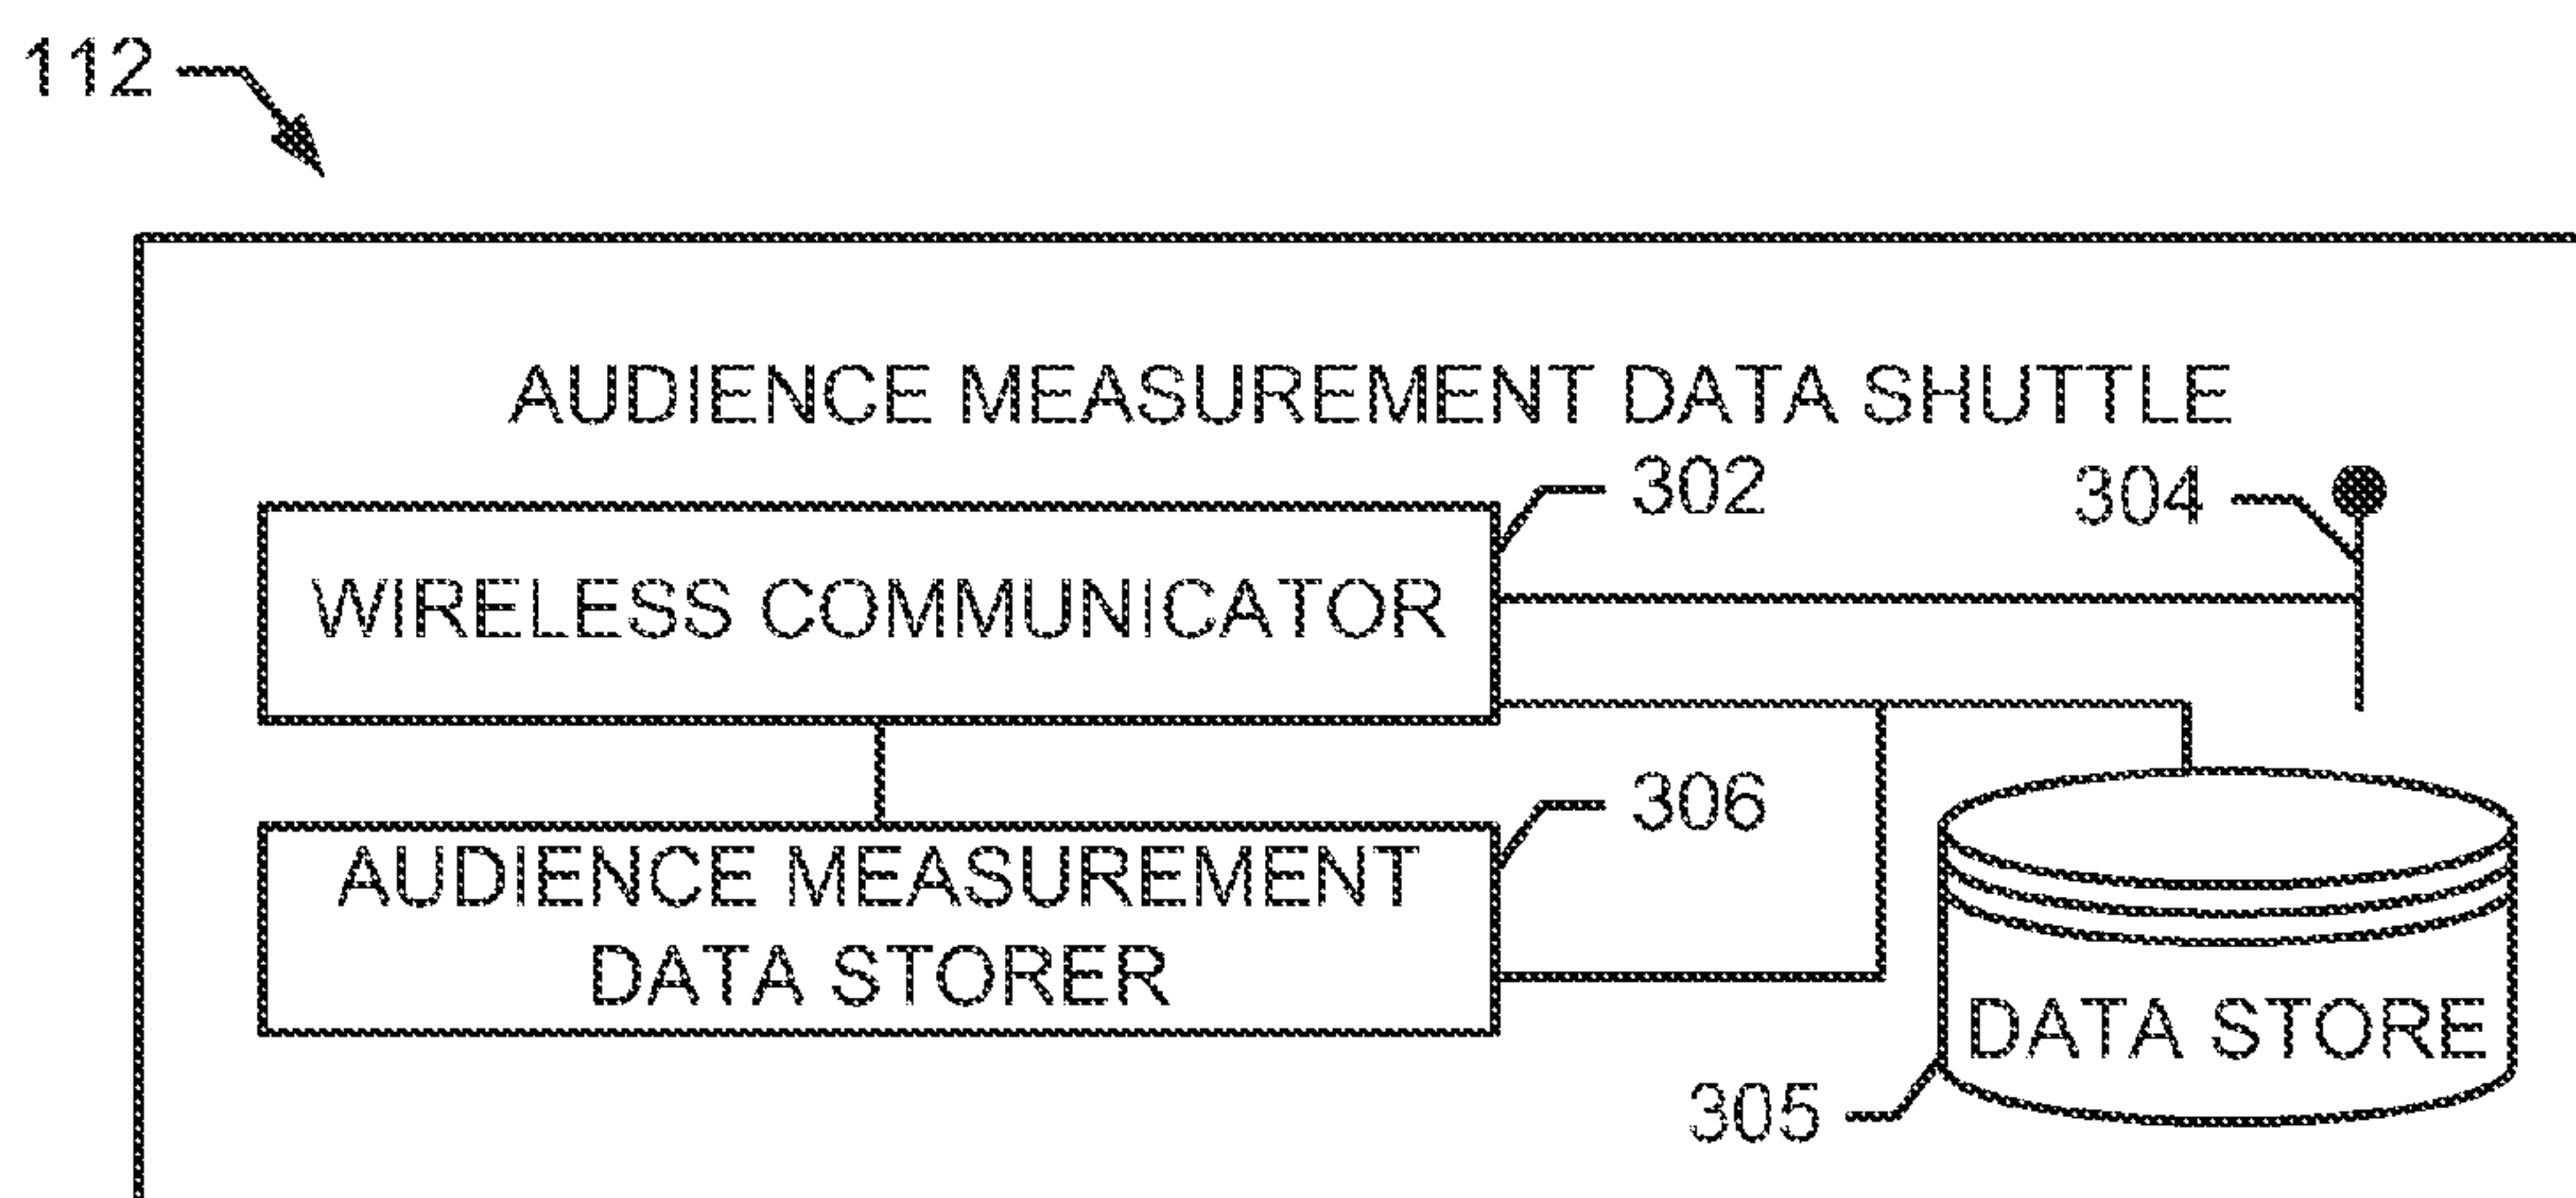 112
AUDIENCE MEASUREMENT DATA SHUTTLE
302
304
WIRELESS COMMUNICATOR
306
AUDIENCE MEASUREMENT
DATA STORER
DATA STORE
305